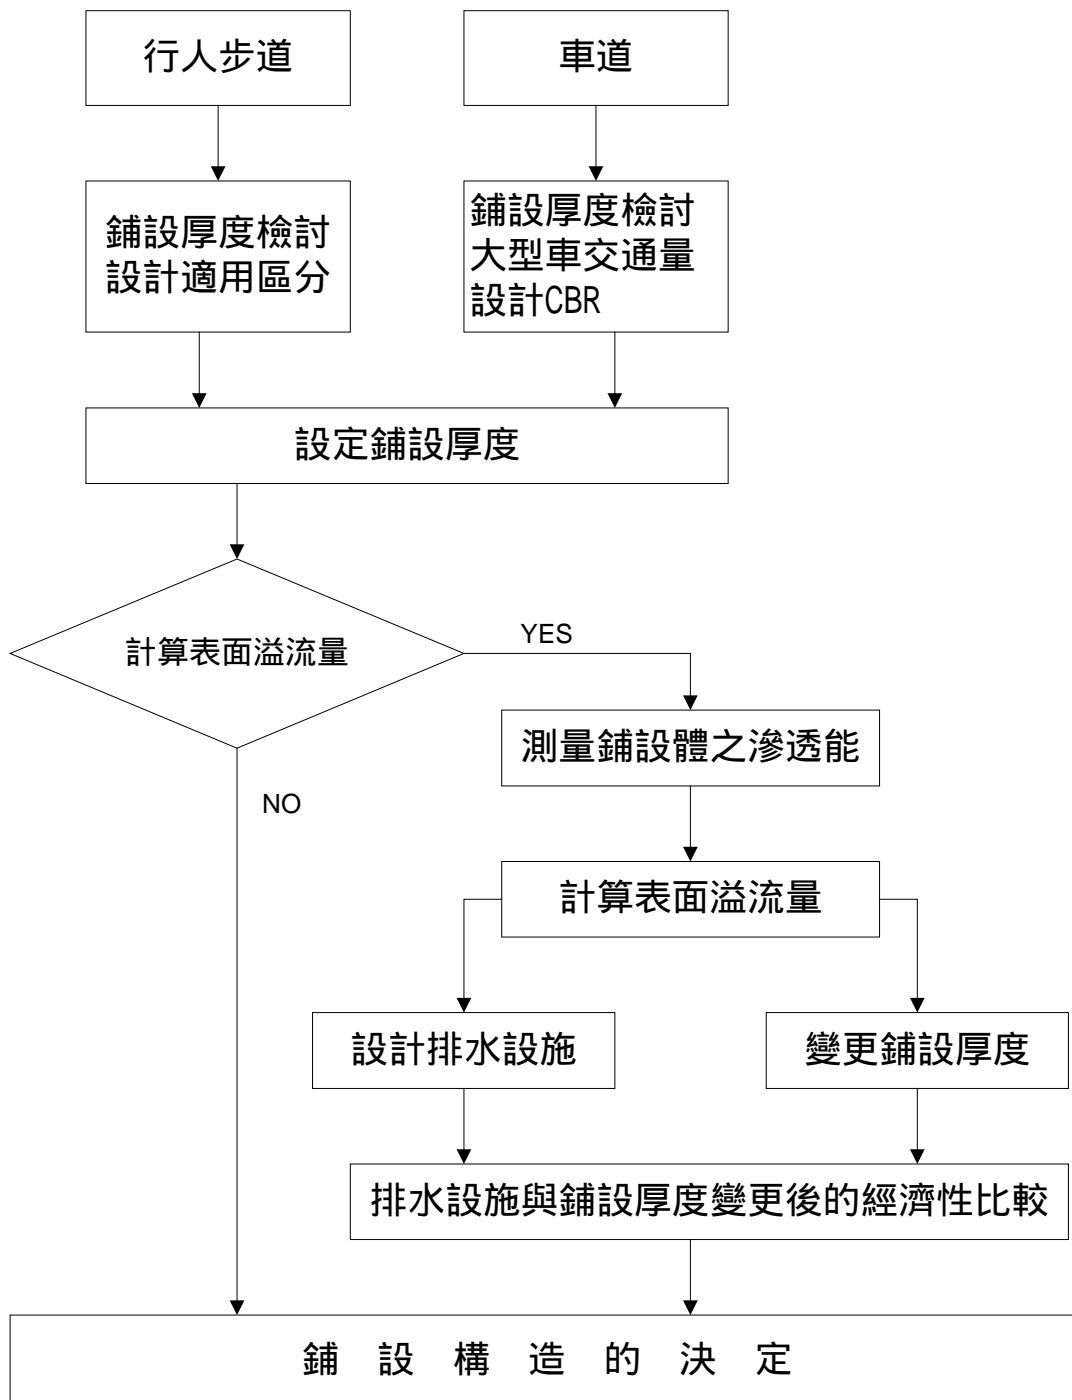 行人步道
車道
鋪設厚度檢討
設計適用區分
鋪設厚度檢討
大型車交通量
設計CBR
設定鋪設厚度
計算表面溢流量
YES
測量鋪設體之滲透能
NO
計算表面溢流量
設計排水設施
變更鋪設厚度
排水設施與鋪設厚度變更後的經濟性比較
鋪 設 構 造 的 決 定